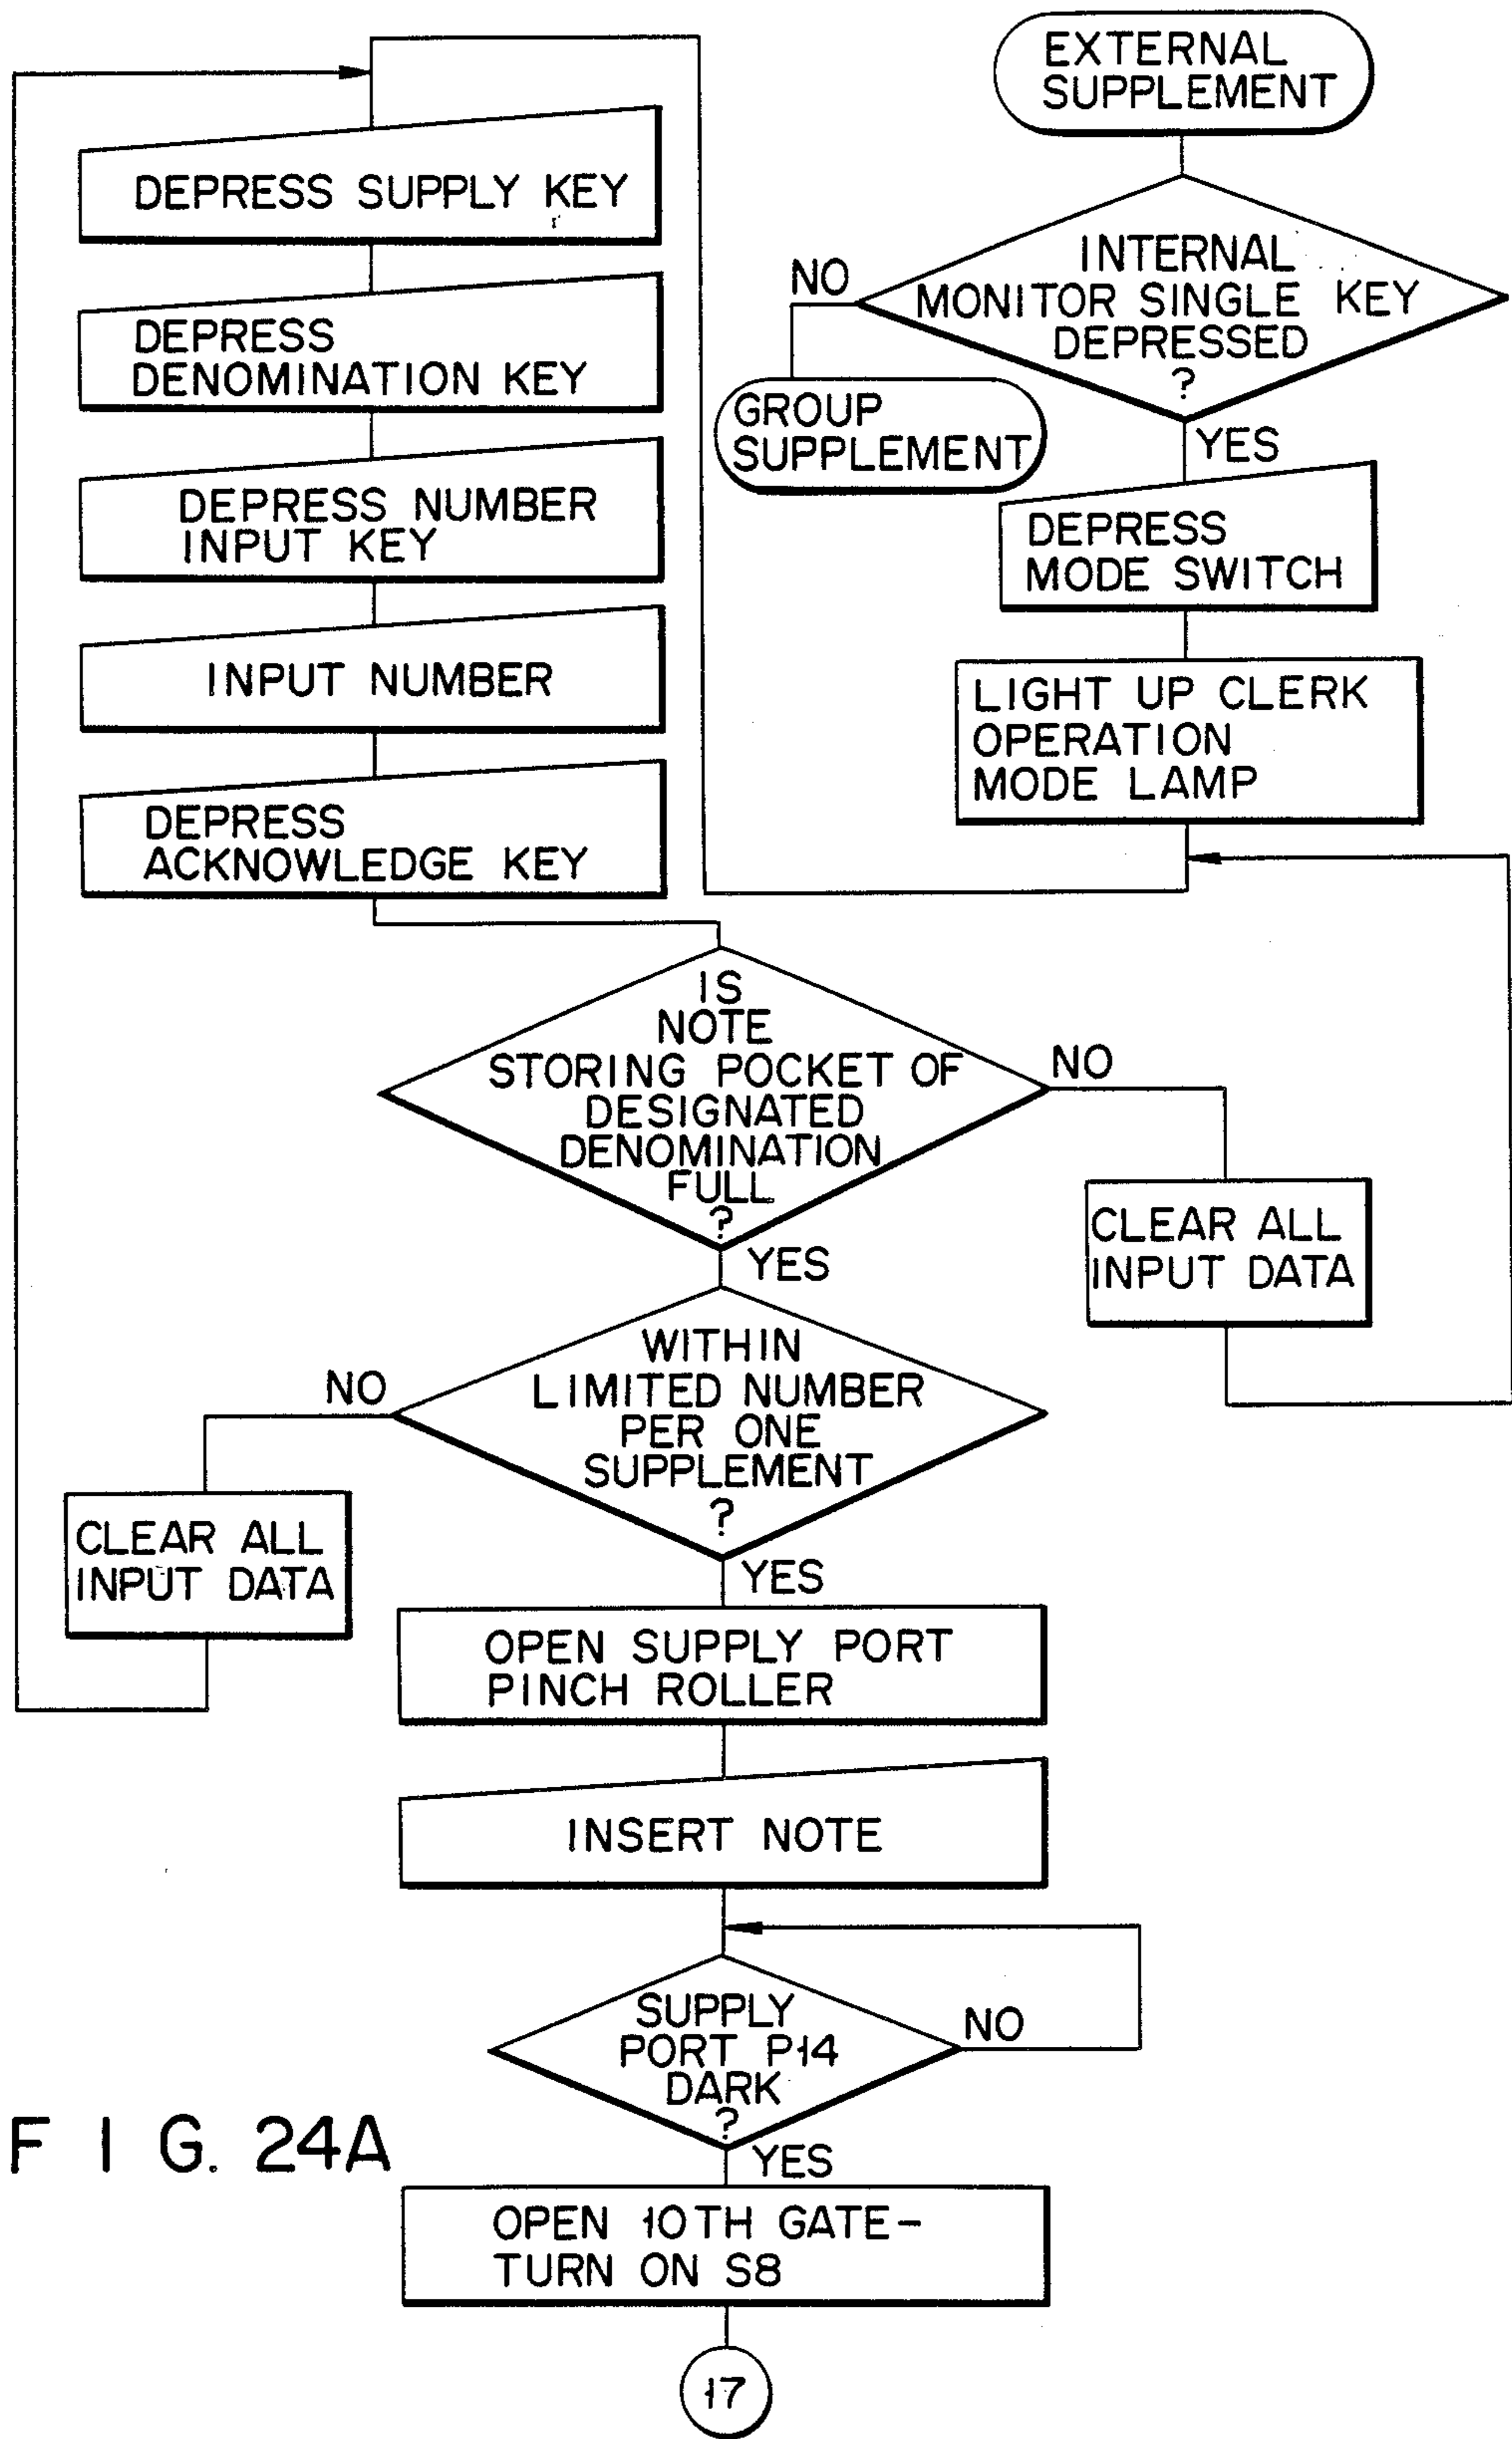 EXTERNAL
SUPPLEMENT
INTERNAL
MONITOR SINGLE KEY
DEPRESSED
?
NO
GROUP
SUPPLEMENT
YES
DEPRESS
MODE SWITCH
LIGHT UP CLERK
OPERATION
MODE LAMP
DEPRESS SUPPLY KEY
DEPRESS
DENOMINATION KEY
DEPRESS NUMBER
INPUT KEY
INPUT NUMBER
DEPRESS
ACKNOWLEDGE KEY
IS
NOTE
STORING POCKET OF
DESIGNATED
DENOMINATION
FULL
?
NO
CLEAR ALL
INPUT DATA
YES
WITHIN
LIMITED NUMBER
PER ONE
SUPPLEMENT
?
NO
CLEAR ALL
INPUT DATA
YES
OPEN SUPPLY PORT
PINCH ROLLER
INSERT NOTE
SUPPLY
PORT P14
DARK
?
NO
YES
OPEN 10TH GATE-
TURN ON S8
17
FIG. 24A